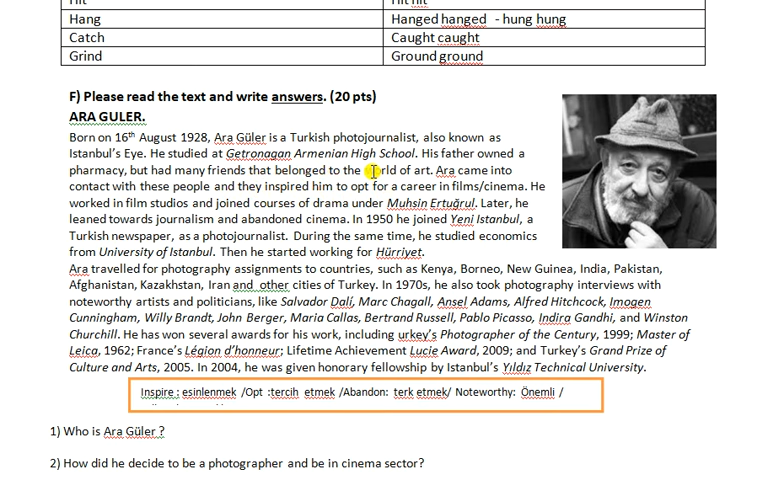 Hang Hanged hanged - hung hung
Catch Caught caught
Grind Ground ground
F) Please read the text and write answers. (20 pts)
ARA GULER.
Born on 16th August 1928, Ara Güler is a Turkish photojournalist, also known as
Istanbul's Eye. He studied at Getronagan Armenian High School. His father owned a
pharmacy, but had many friends that belonged to the rld of art. Ara came into
contact with these people and they inspired him to opt for a career in films/cinema. He
worked in film studios and joined courses of drama under Muhsin Ertuğrul. Later, he
leaned towards journalism and abandoned cinema. In 1950 he joined Yeni Istanbul, a
Turkish newspaper, as a photojournalist. During the same time, he studied economics
from University of Istanbul. Then he started working for Hürriyet.
Ara travelled for photography assignments to countries, such as Kenya, Borneo, New Guinea, India, Pakistan,
Afghanistan, Kazakhstan, Iran and other cities of Turkey. In 1970s, he also took photography interviews with
noteworthy artists and politicians, like Salvador Dalí, Marc Chagall, Ansel Adams, Alfred Hitchcock, Imogen
Cunningham, Willy Brandt, John Berger, Maria Callas, Bertrand Russell, Pablo Picasso, Indira Gandhi, and Winston
Churchill. He has won several awards for his work, including urkey's Photographer of the Century, 1999; Master of
Leica, 1962; France's Légion d'honneur; Lifetime Achievement Lucie Award, 2009; and Turkey's Grand Prize of
Culture and Arts, 2005. In 2004, he was given honorary fellowship by Istanbul's Yıldız Technical University.
Inspire : esinlenmek /Opt :tercih etmek /Abandon: terk etmek/ Noteworthy: Önemli /
1) Who is Ara Güler ?
2) How did he decide to be a photographer and be in cinema sector?